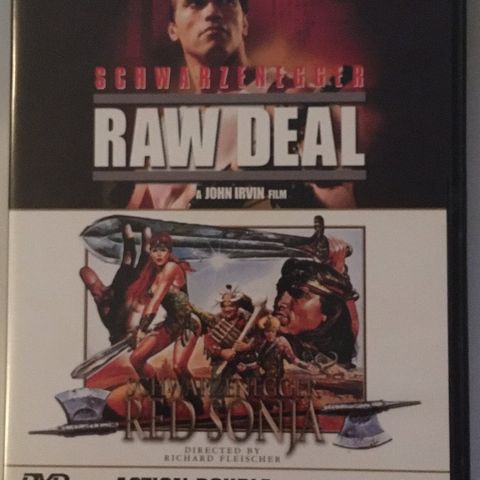 SCHWARZENEGGER
RAW DEAL
A JOHN IRVIN FILM
SCHWARZENEGGER
RED SONJA
DIRECTED BY
RICHARD FLEISCHER
DVD ACTION DOUBLE